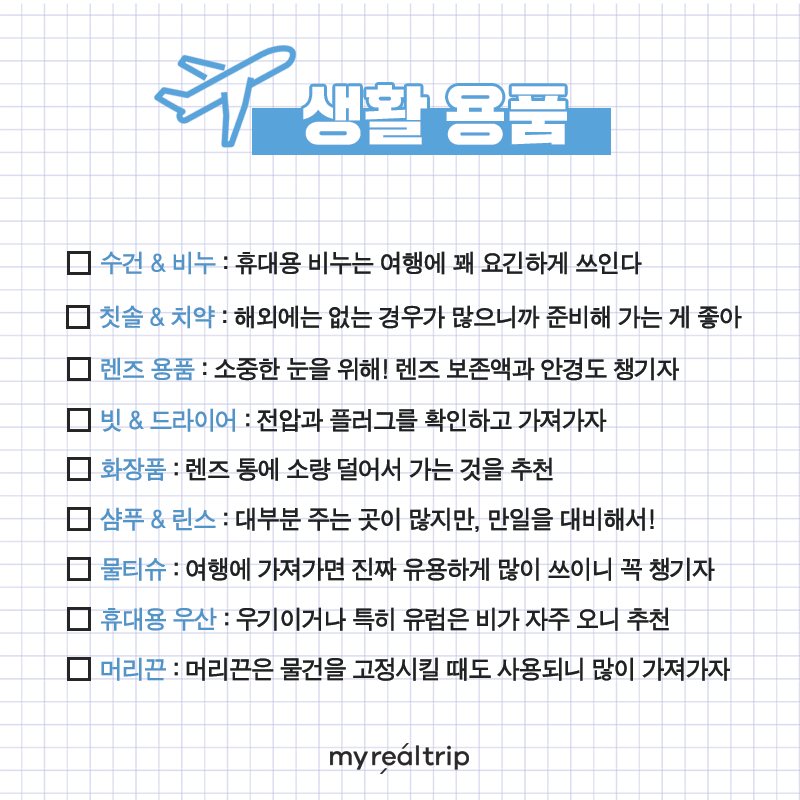 생활 용품
수건 & 비누 : 휴대용 비누는 여행에 꽤 요긴하게 쓰인다
칫솔 & 치약 : 해외에는 없는 경우가 많으니까 준비해 가는 게 좋아
렌즈 용품 : 소중한 눈을 위해! 렌즈 보존액과 안경도 챙기자
빗 & 드라이어 : 전압과 플러그를 확인하고 가져가자
화장품 : 렌즈 통에 소량 덜어서 가는 것을 추천
샴푸 & 린스 : 대부분 주는 곳이 많지만, 만일을 대비해서!
물티슈 : 여행에 가져가면 진짜 유용하게 많이 쓰이니 꼭 챙기자
휴대용 우산 : 우기이거나 특히 유럽은 비가 자주 오니 추천
머리끈 : 머리끈은 물건을 고정시킬 때도 사용되니 많이 가져가자
myreáltrip